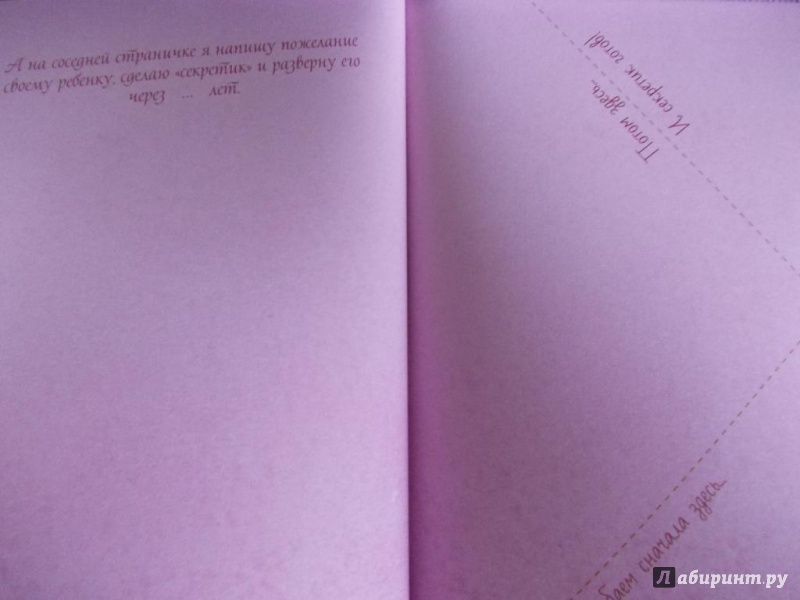 А на соседней страничке я напишу пожелание
своему ребенку, сделаю «секретик» и разверну его
через ... лет.
Потом здесь...
И секретик готов!
сначала здесь...
Лабиринт.ру